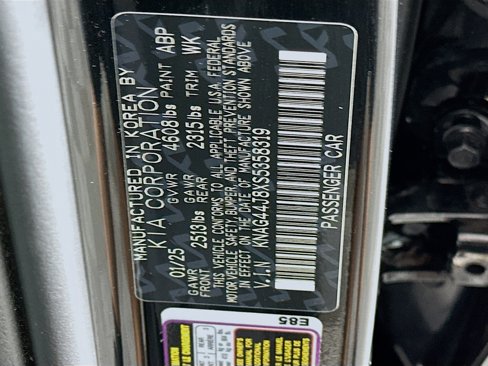 MANUFACTURED IN KOREA BY
KIA CORPORATION
01/25 GVWR 4608lbs PAINT ABP
GAWR FRONT 2513lbs GAWR REAR 2315lbs TRIM WK
THIS VEHICLE CONFORMS TO ALL APPLICABLE U.S.A. FEDERAL
MOTOR VEHICLE SAFETY AND THEFT PREVENTION STANDARDS
IN EFFECT ON THE DATE OF MANUFACTURE SHOWN ABOVE
V.I.N KNAG44J8XS5358319
PASSENGER CAR
E85